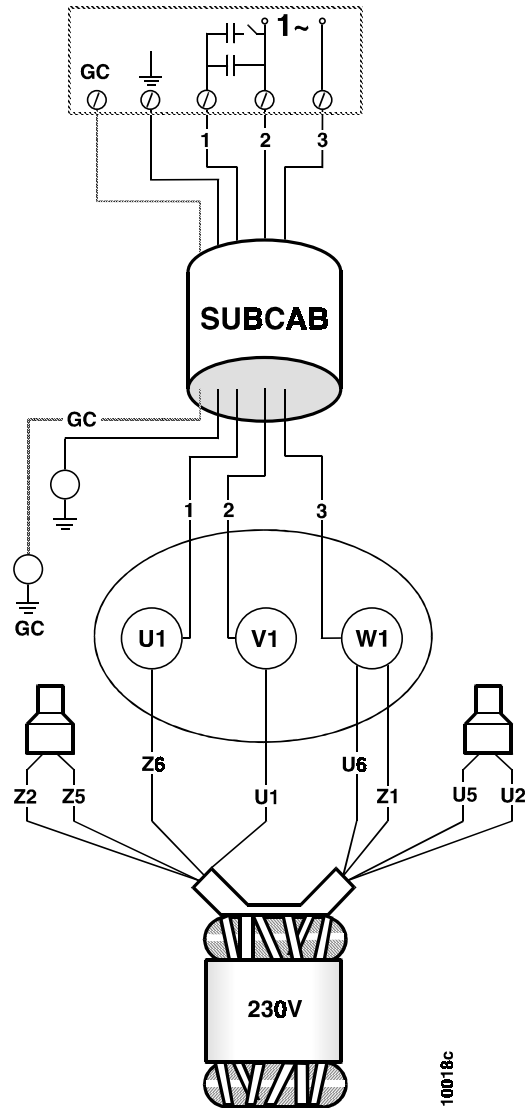 1~
GC
1 2 3
SUBCAB
GC
1 2 3
GC
U1 V1 W1
Z6 U6
Z2 Z5 U1 Z1 U5 U2
230V
10018c